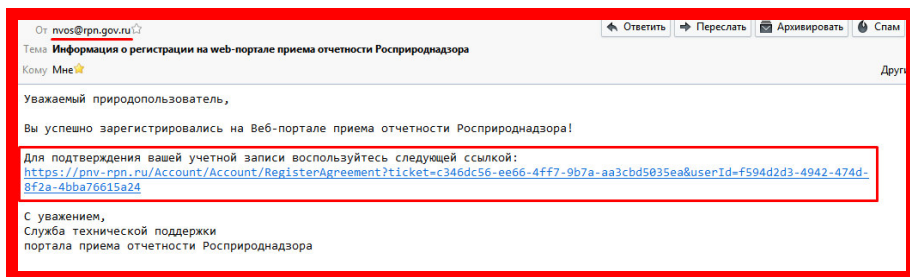 От nvos@rpn.gov.ru
Ответить Переслать Архивировать Спам
Тема Информация о регистрации на web-портале приема отчетности Росприроднадзора
Кому Мне
Уважаемый природопользователь,
Вы успешно зарегистрировались на Веб-портале приема отчетности Росприроднадзора!
Для подтверждения вашей учетной записи воспользуйтесь следующей ссылкой:
https://pnv-rpn.ru/Account/Account/RegisterAgreement?ticket=c346dc56-ee66-4ff7-9b7a-aa3cbd5035ea&userId=f594d2d3-4942-474d-
8f2a-4bba76615a24
С уважением,
Служба технической поддержки
портала приема отчетности Росприроднадзора